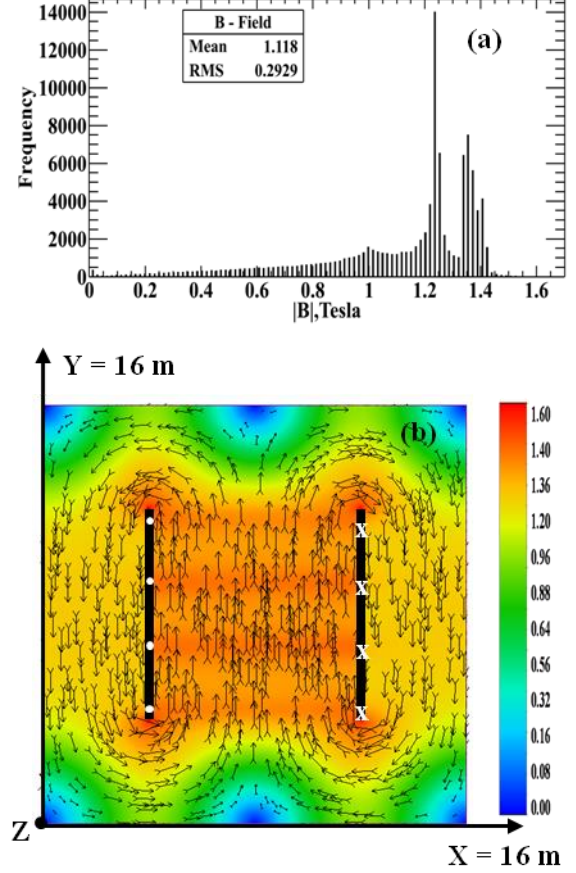 14000
12000
10000
8000
6000
4000
2000
0
Frequency
B - Field
Mean 1.118
RMS 0.2929
(a)
0 0.2 0.4 0.6 0.8 1 1.2 1.4 1.6
|B|,Tesla
Y = 16 m
(b)
X
X
X
X
1.60
1.40
1.36
1.20
0.96
0.88
0.64
0.56
0.32
0.16
0.08
0.00
Z
X = 16 m